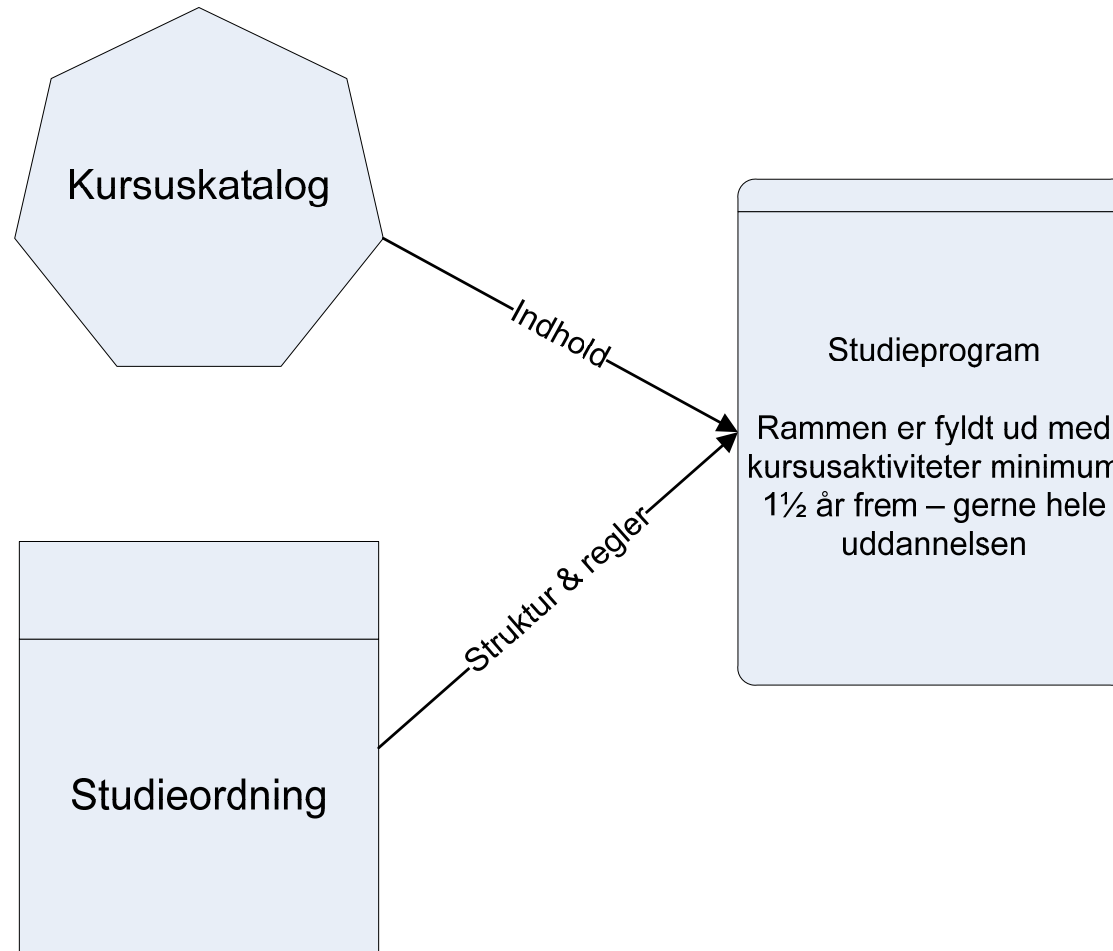 Kursuskatalog
Indhold
Studieprogram
Rammen er fyldt ud med
kursusaktiviteter minimum
1½ år frem – gerne hele
uddannelsen
Struktur & regler
Studieordning